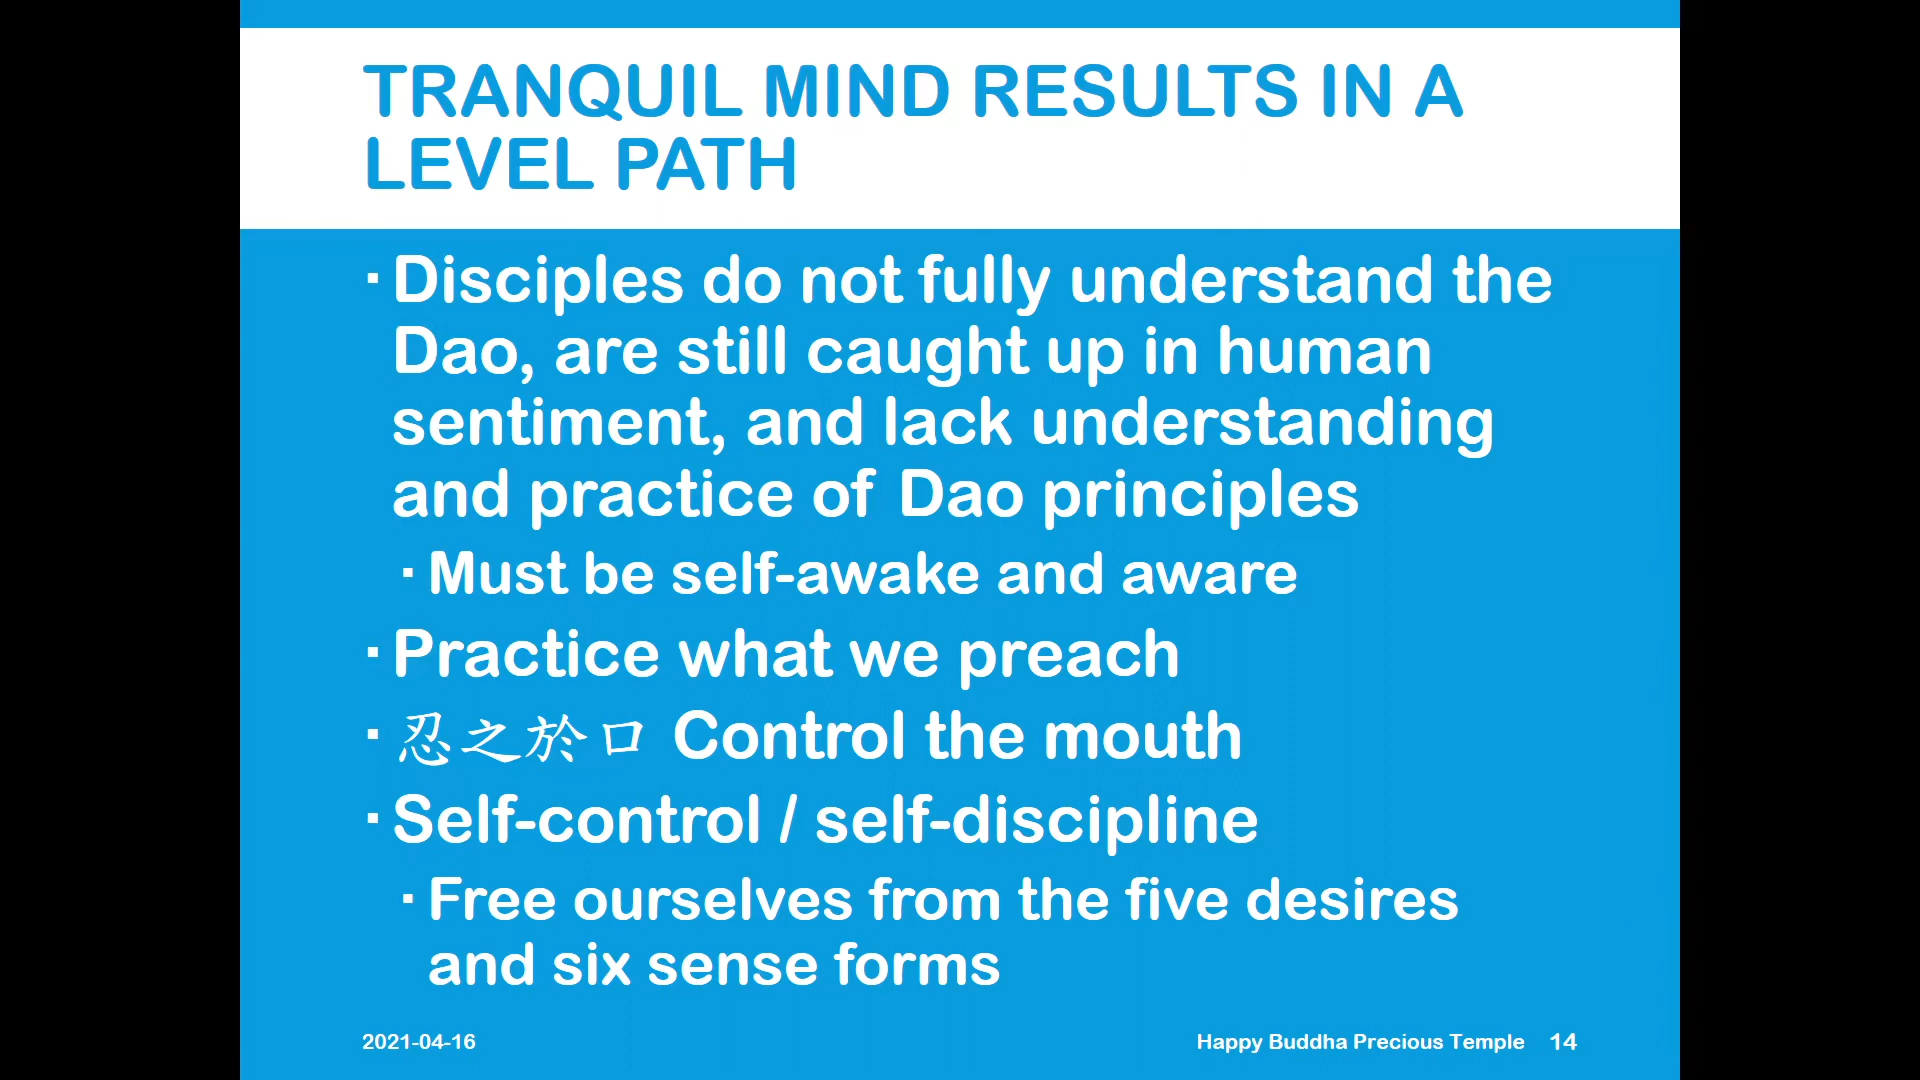 TRANQUIL MIND RESULTS IN A
LEVEL PATH
▪ Disciples do not fully understand the
Dao, are still caught up in human
sentiment, and lack understanding
and practice of Dao principles
▪ Must be self-awake and aware
▪ Practice what we preach
▪ 忍之於口 Control the mouth
▪ Self-control / self-discipline
▪ Free ourselves from the five desires
and six sense forms
2021-04-16 Happy Buddha Precious Temple 14